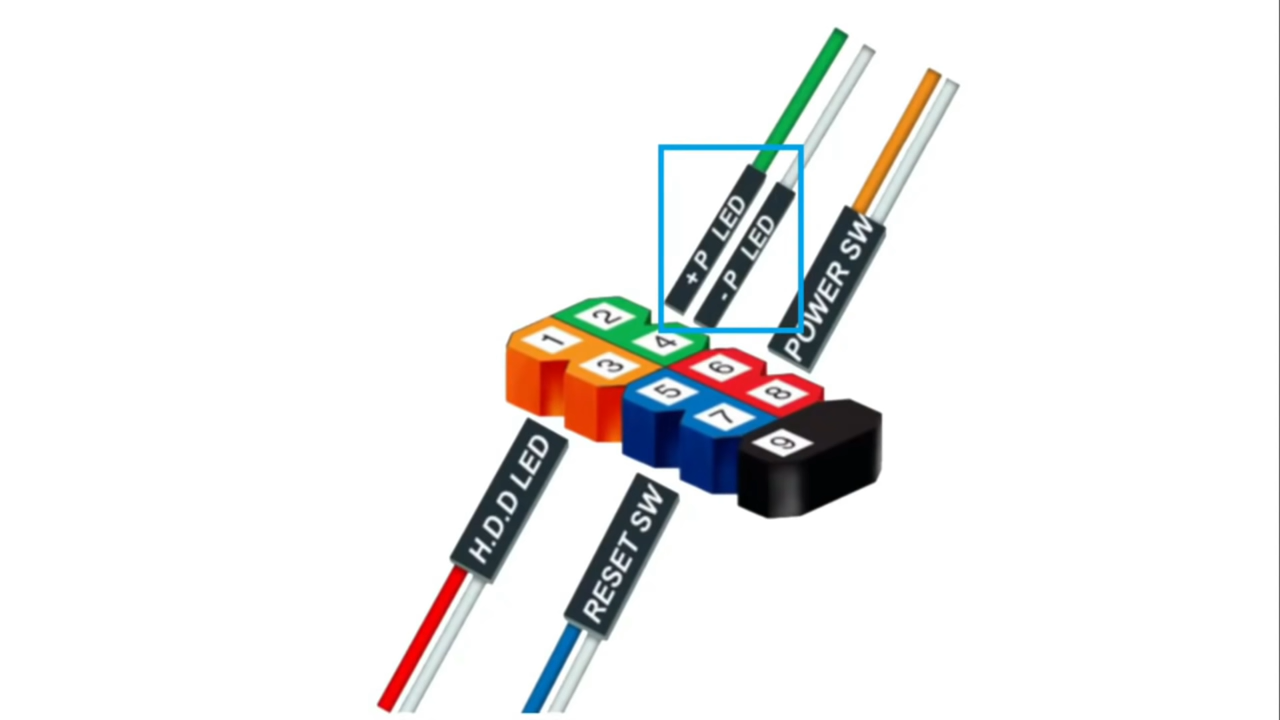 + P LED
- P LED
POWER SW
2
4
6
8
1
3
5
7
9
H.D.D LED
RESET SW